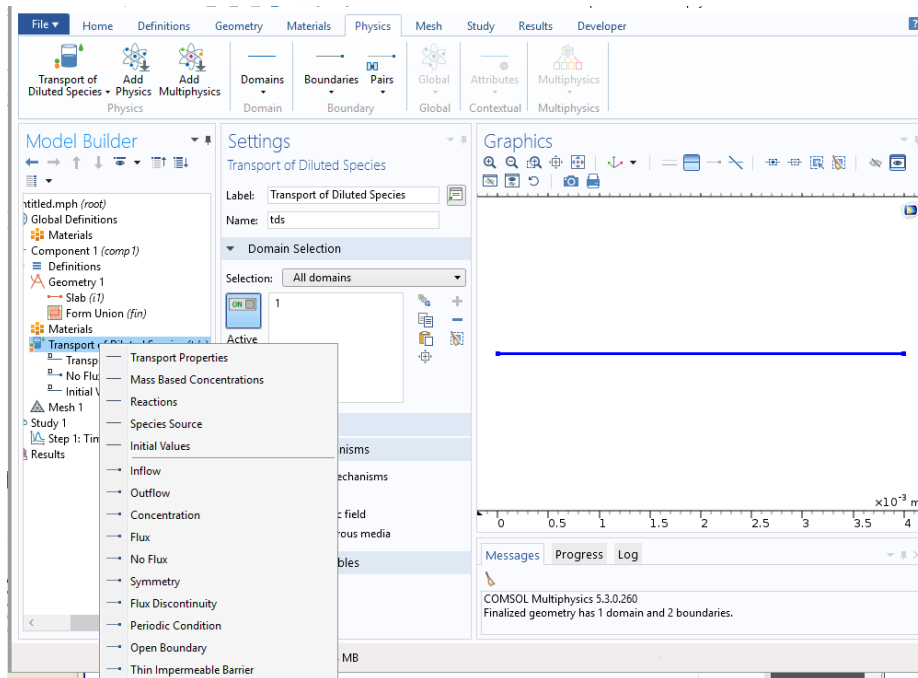 File Home Definitions Geometry Materials Physics Mesh Study Results Developer
Transport of Diluted Species
Add Physics
Add Multiphysics
Domains
Boundaries
Pairs
Global
Attributes
Multiphysics
Physics
Domain
Boundary
Global
Contextual
Multiphysics
Model Builder
ntitled.mph (root)
Global Definitions
Materials
Component 1 (comp1)
Definitions
Geometry 1
Slab (i1)
Form Union (fin)
Materials
Transport
Transp
No Flu
Initial V
Mesh 1
Study 1
Step 1: Tim
Results
Transport Properties
Mass Based Concentrations
Reactions
Species Source
Initial Values
Inflow
Outflow
Concentration
Flux
No Flux
Symmetry
Flux Discontinuity
Periodic Condition
Open Boundary
Thin Impermeable Barrier
Settings
Transport of Diluted Species
Label: Transport of Diluted Species
Name: tds
Domain Selection
Selection: All domains
ON 1
Active
nisms
echanisms
c field
rous media
bles
MB
Graphics
×10⁻³ m
1.0 0.5 1 1.5 2 2.5 3 3.5 4
Messages Progress Log
COMSOL Multiphysics 5.3.0.260
Finalized geometry has 1 domain and 2 boundaries.